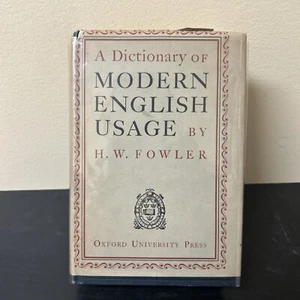 A Dictionary of
MODERN
ENGLISH
USAGE BY
H. W. FOWLER
OXFORD UNIVERSITY PRESS